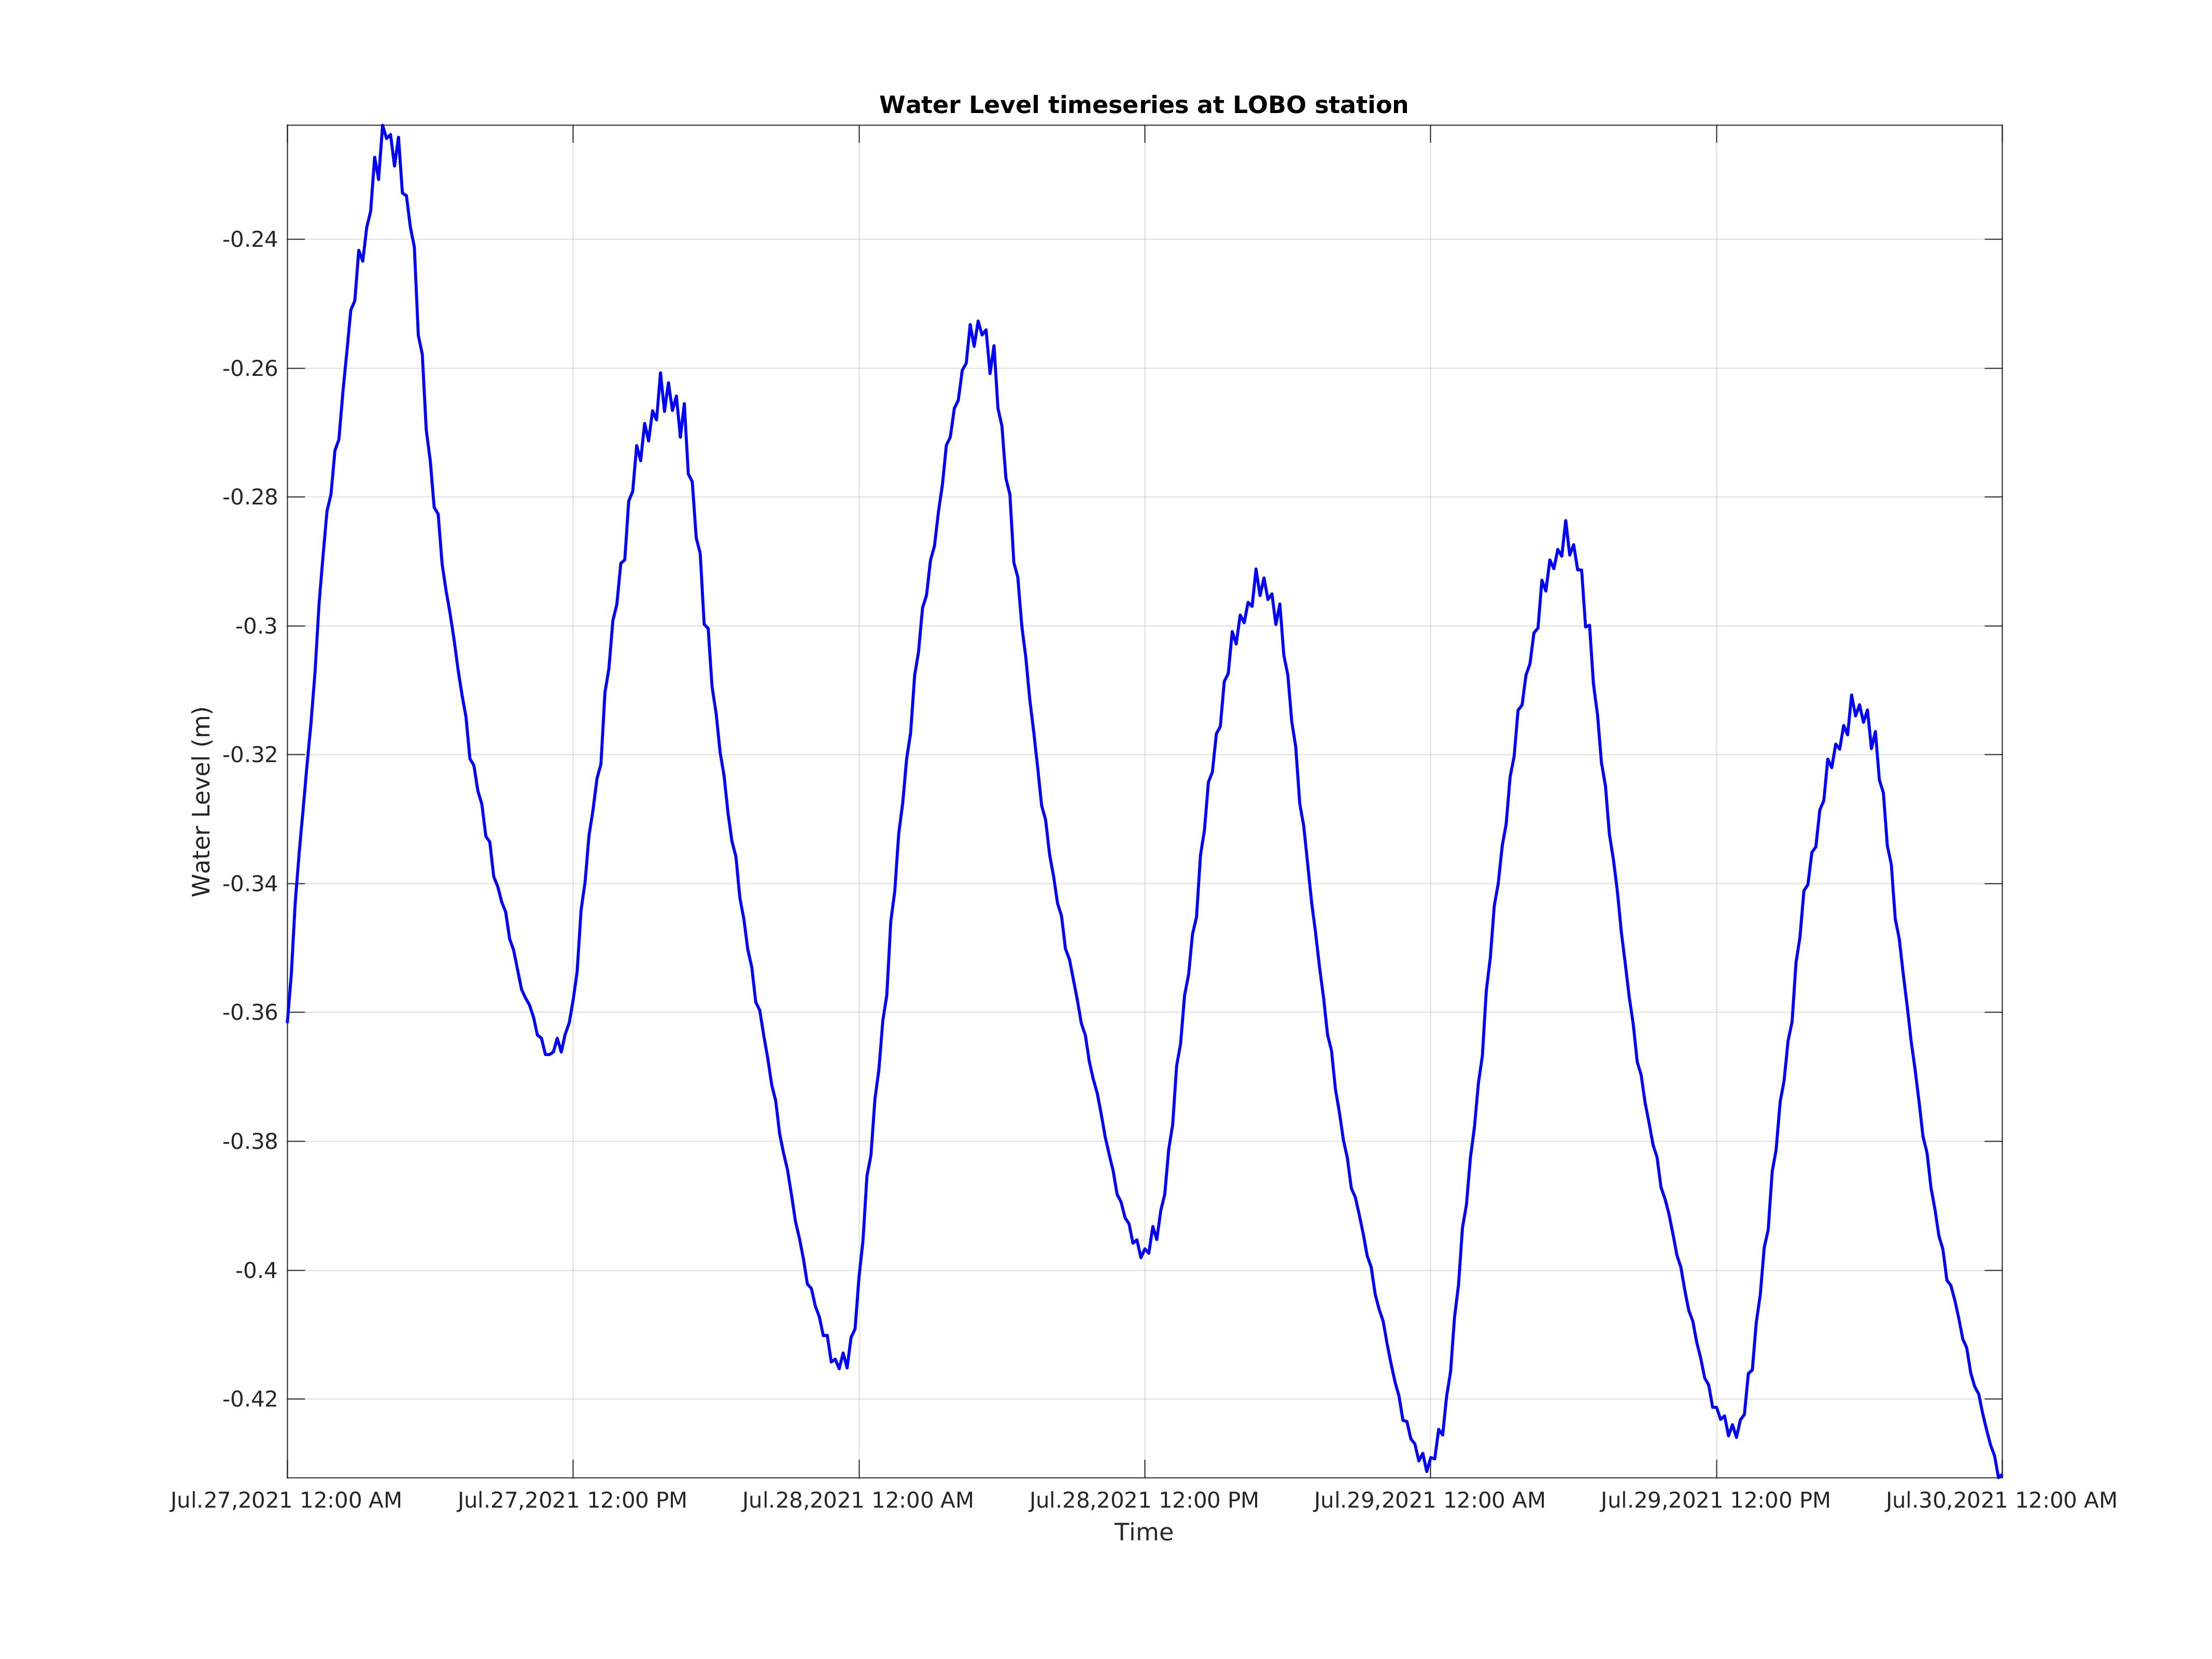 Water Level timeseries at LOBO station
-0.24
-0.26
-0.28
-0.3
-0.32
-0.34
-0.36
-0.38
-0.4
-0.42
Water Level (m)
Jul.27,2021 12:00 AM
Jul.27,2021 12:00 PM
Jul.28,2021 12:00 AM
Jul.28,2021 12:00 PM
Jul.29,2021 12:00 AM
Jul.29,2021 12:00 PM
Jul.30,2021 12:00 AM
Time